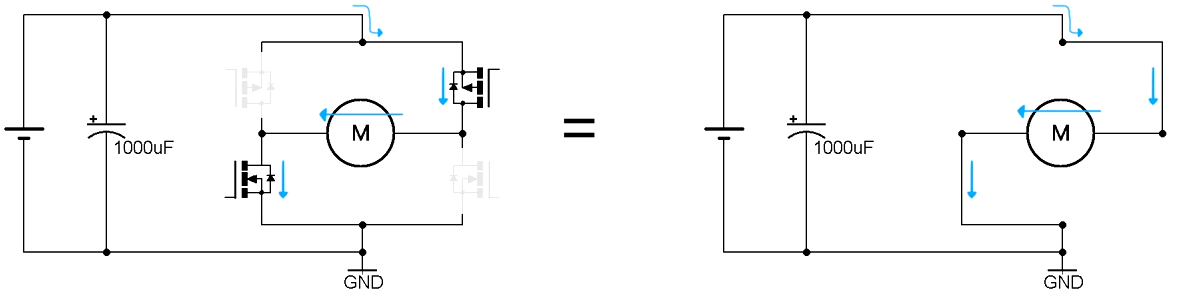 +
1000uF
M
GND
=
+
1000uF
M
GND